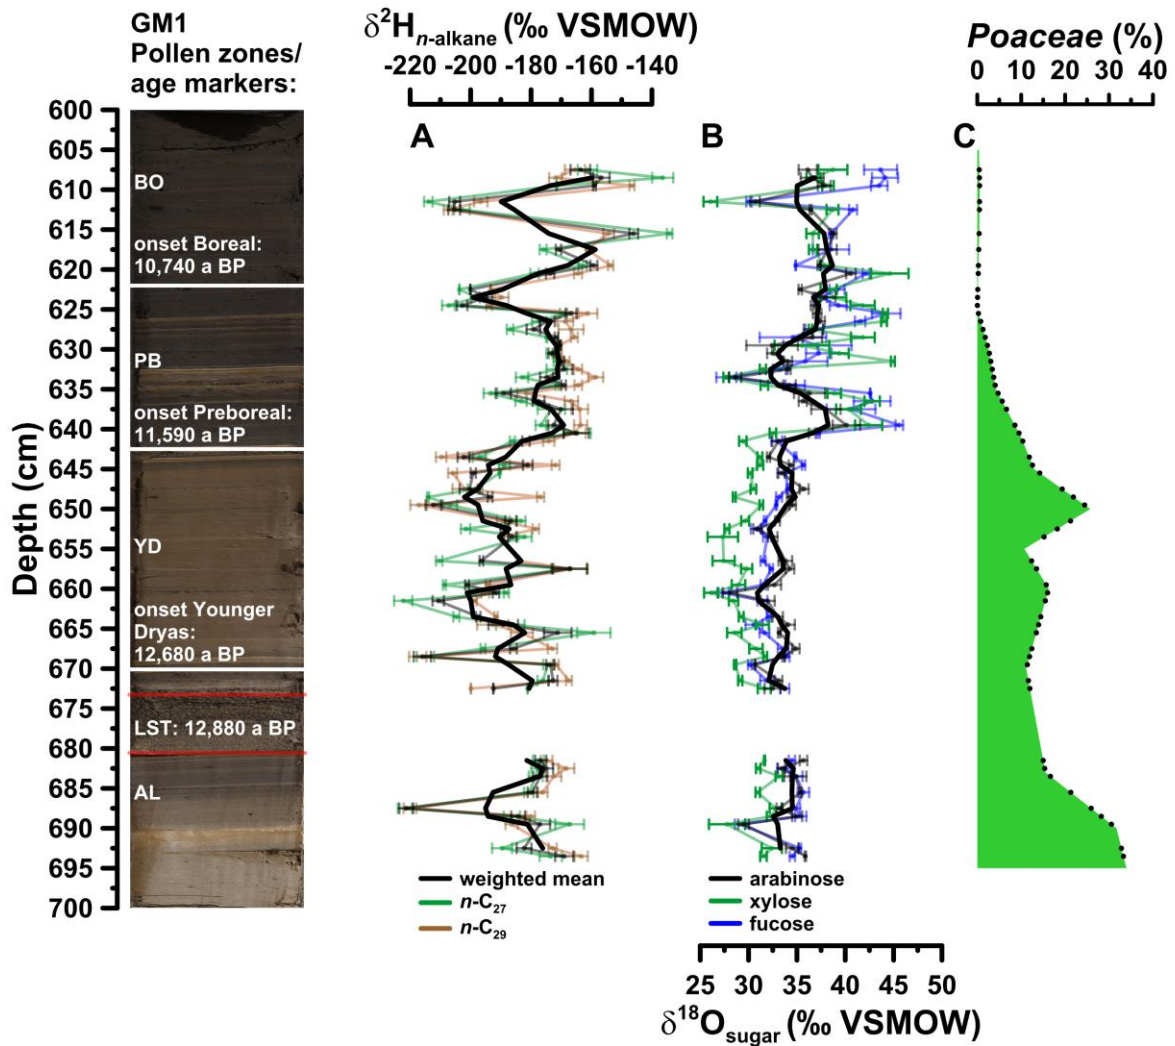 GM1
Pollen zones/
age markers:
δ²H n-alkane (‰ VSMOW)
-220 -200 -180 -160 -140
Poaceae (%)
0 10 20 30 40
Depth (cm)
600
605
610
615
620
625
630
635
640
645
650
655
660
665
670
675
680
685
690
695
700
BO
onset Boreal:
10,740 a BP
PB
onset Preboreal:
11,590 a BP
YD
onset Younger
Dryas:
12,680 a BP
LST: 12,880 a BP
AL
A
B
C
weighted mean
n-C₂₇
n-C₂₉
arabinose
xylose
fucose
25 30 35 40 45 50
δ¹⁸O sugar (‰ VSMOW)